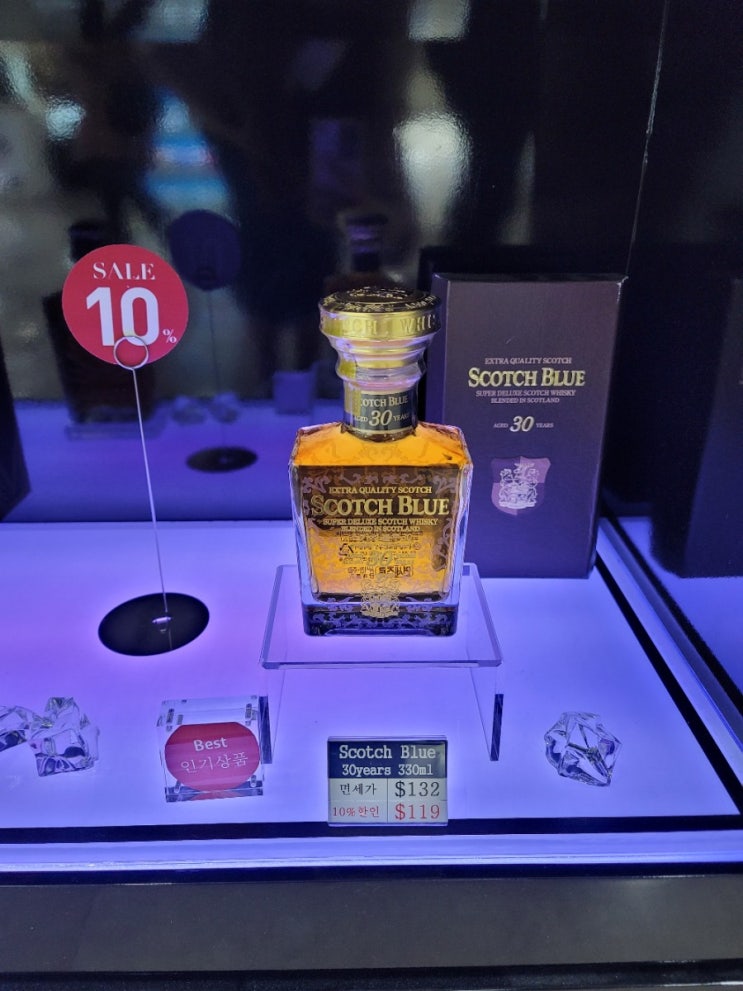 SALE
10%
SCOTCH BLUE
AGED 30 YEARS
EXTRA QUALITY SCOTCH
SCOTCH BLUE
SUPER DELUXE SCOTCH WHISKY
BLENDED IN SCOTLAND
EXTRA QUALITY SCOTCH
SCOTCH BLUE
SUPER DELUXE SCOTCH WHISKY
BLENDED IN SCOTLAND
AGED 30 YEARS
Best
인기상품
Scotch Blue
30years 330ml
면세가 $132
10%할인 $119